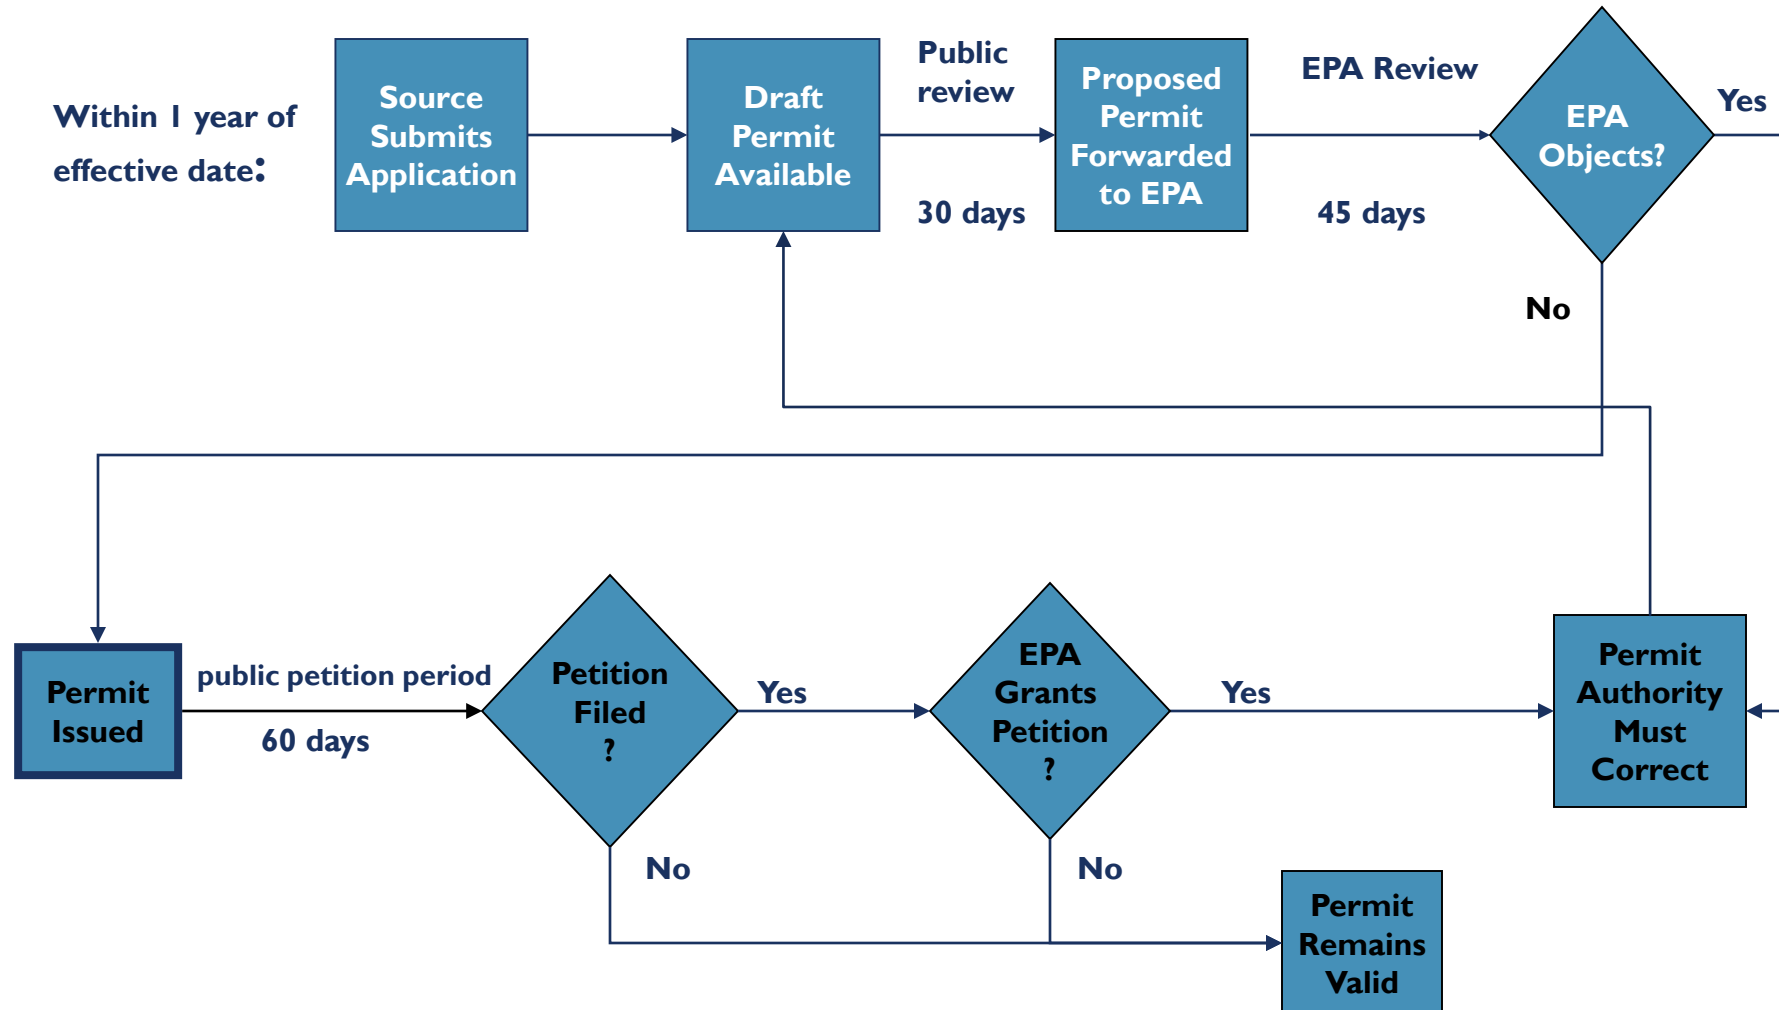 Within 1 year of
effective date:
Source
Submits
Application
Draft
Permit
Available
Public
review
30 days
Proposed
Permit
Forwarded
to EPA
EPA Review
45 days
EPA
Objects?
Yes
No
Permit
Issued
public petition period
60 days
Petition
Filed
?
Yes
No
EPA
Grants
Petition
?
Yes
No
Permit
Authority
Must
Correct
Permit
Remains
Valid